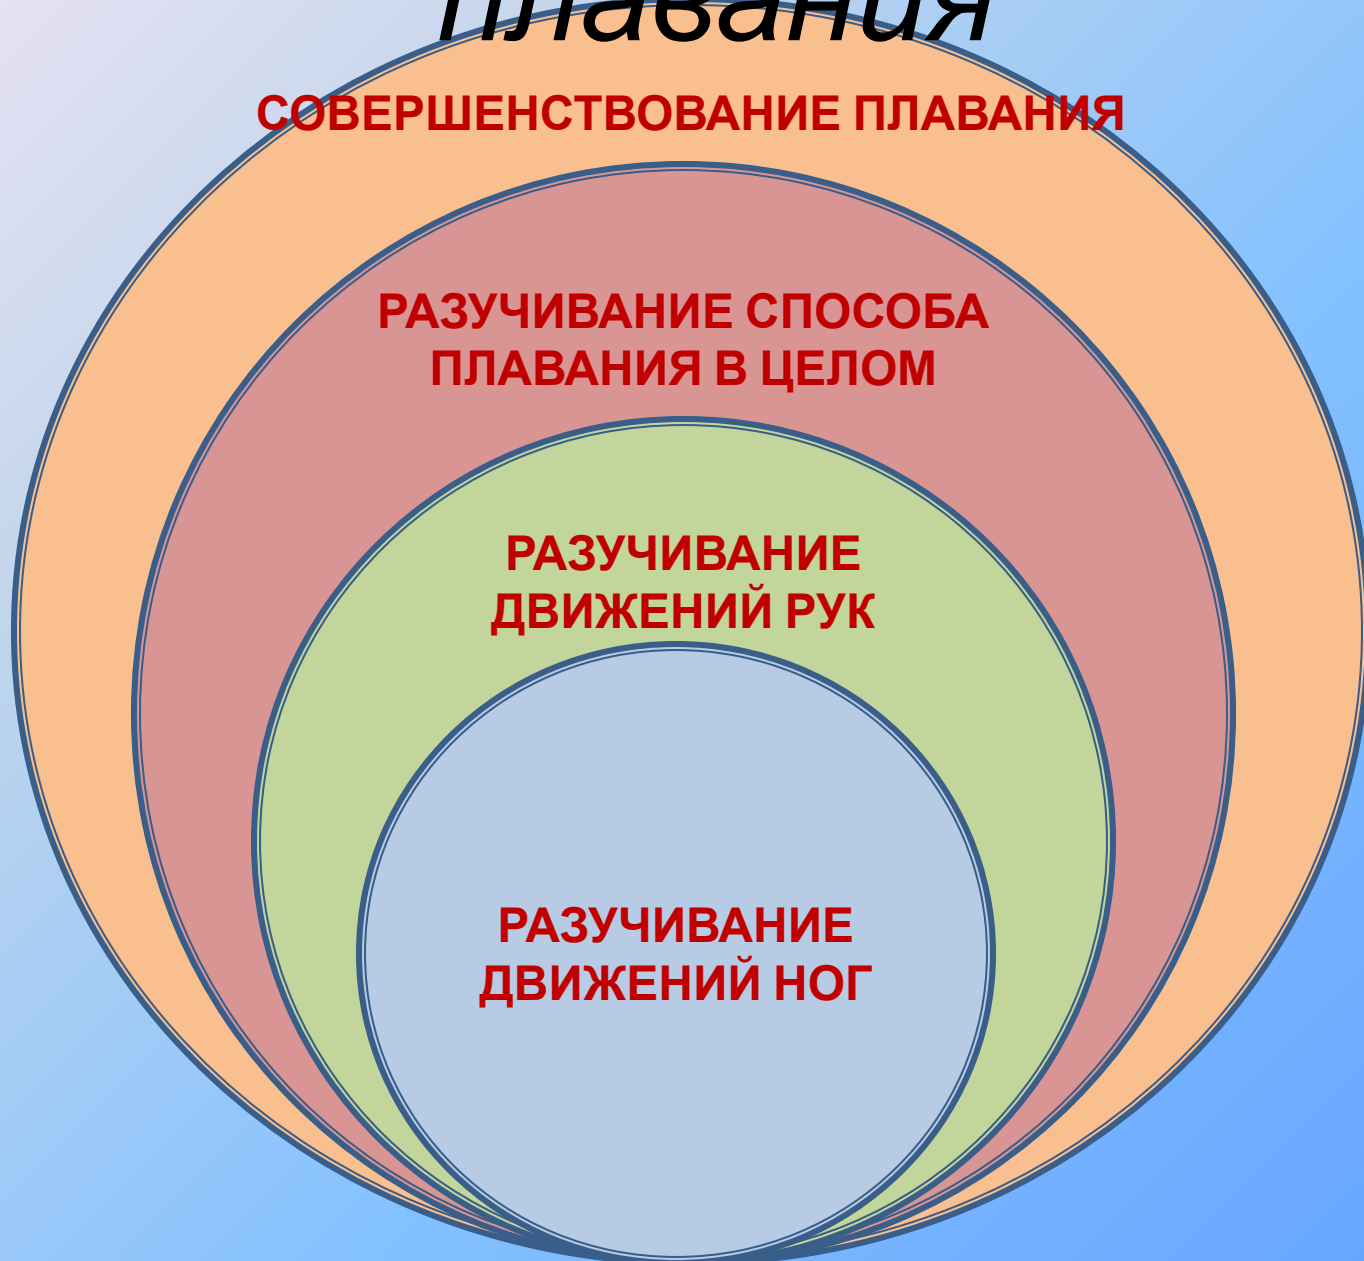 плавания
СОВЕРШЕНСТВОВАНИЕ ПЛАВАНИЯ
РАЗУЧИВАНИЕ СПОСОБА
ПЛАВАНИЯ В ЦЕЛОМ
РАЗУЧИВАНИЕ
ДВИЖЕНИЙ РУК
РАЗУЧИВАНИЕ
ДВИЖЕНИЙ НОГ